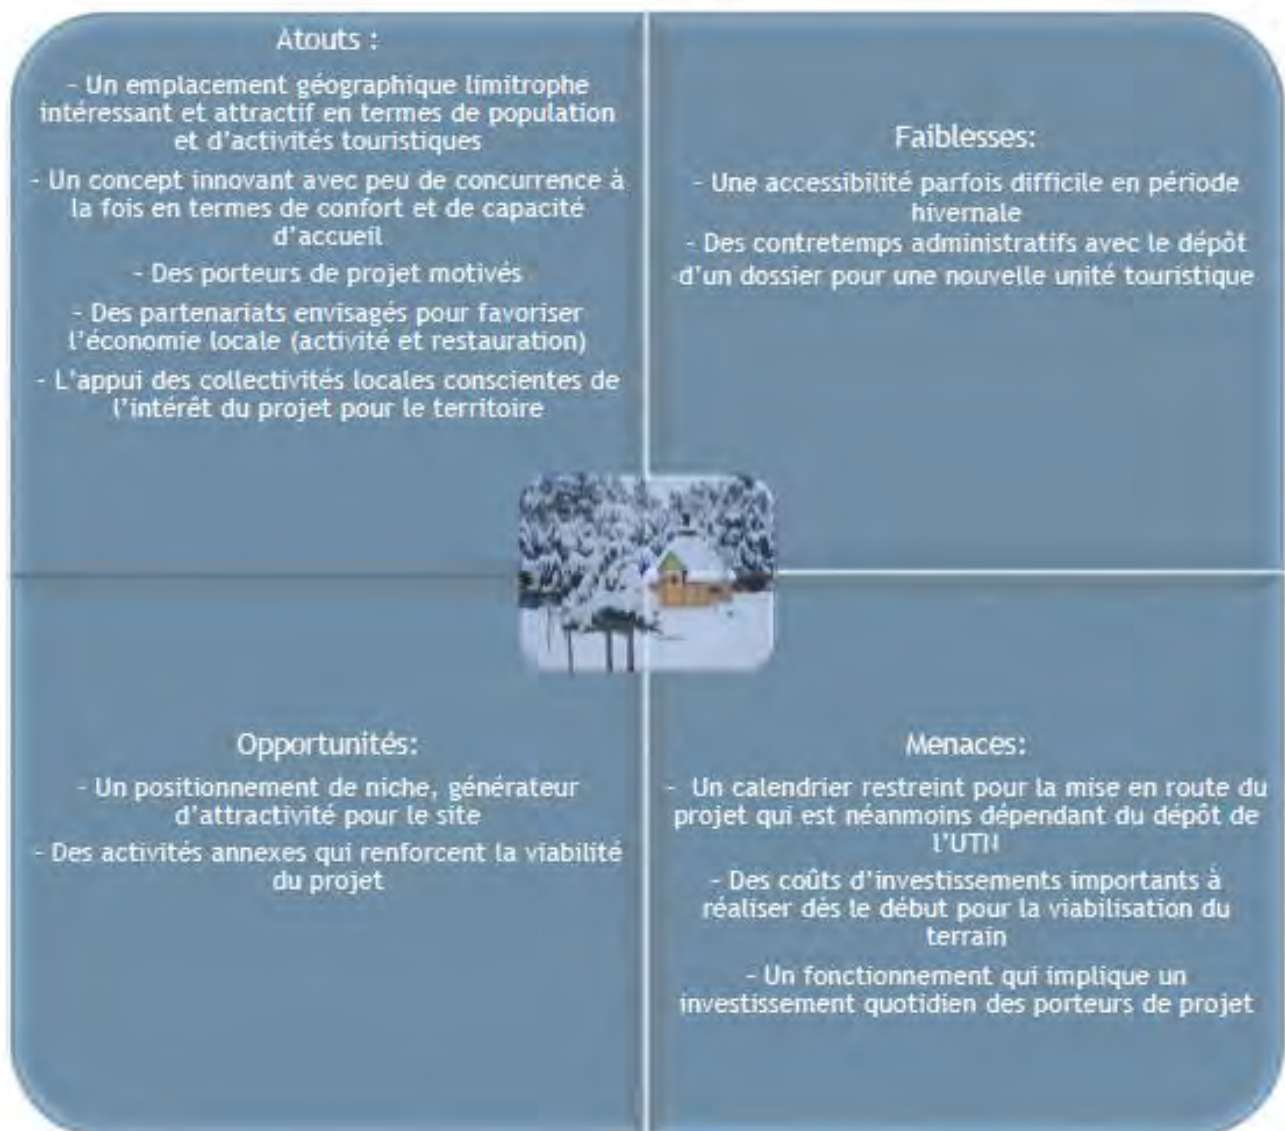 Atouts :
- Un emplacement géographique limitrophe
intéressant et attractif en termes de population
et d'activités touristiques
- Un concept innovant avec peu de concurrence à
la fois en termes de confort et de capacité
d'accueil
- Des porteurs de projet motivés
- Des partenariats envisagés pour favoriser
l'économie locale (activité et restauration)
- L'appui des collectivités locales conscientes de
l'intérêt du projet pour le territoire
Faiblesses:
- Une accessibilité parfois difficile en période
hivernale
- Des contretemps administratifs avec le dépôt
d'un dossier pour une nouvelle unité touristique
Opportunités:
- Un positionnement de niche, générateur
d'attractivité pour le site
- Des activités annexes qui renforcent la viabilité
du projet
Menaces:
- Un calendrier restreint pour la mise en route du
projet qui est néanmoins dépendant du dépôt de
l'UTN
- Des coûts d'investissements importants à
réaliser dès le début pour la viabilisation du
terrain
- Un fonctionnement qui implique un
investissement quotidien des porteurs de projet